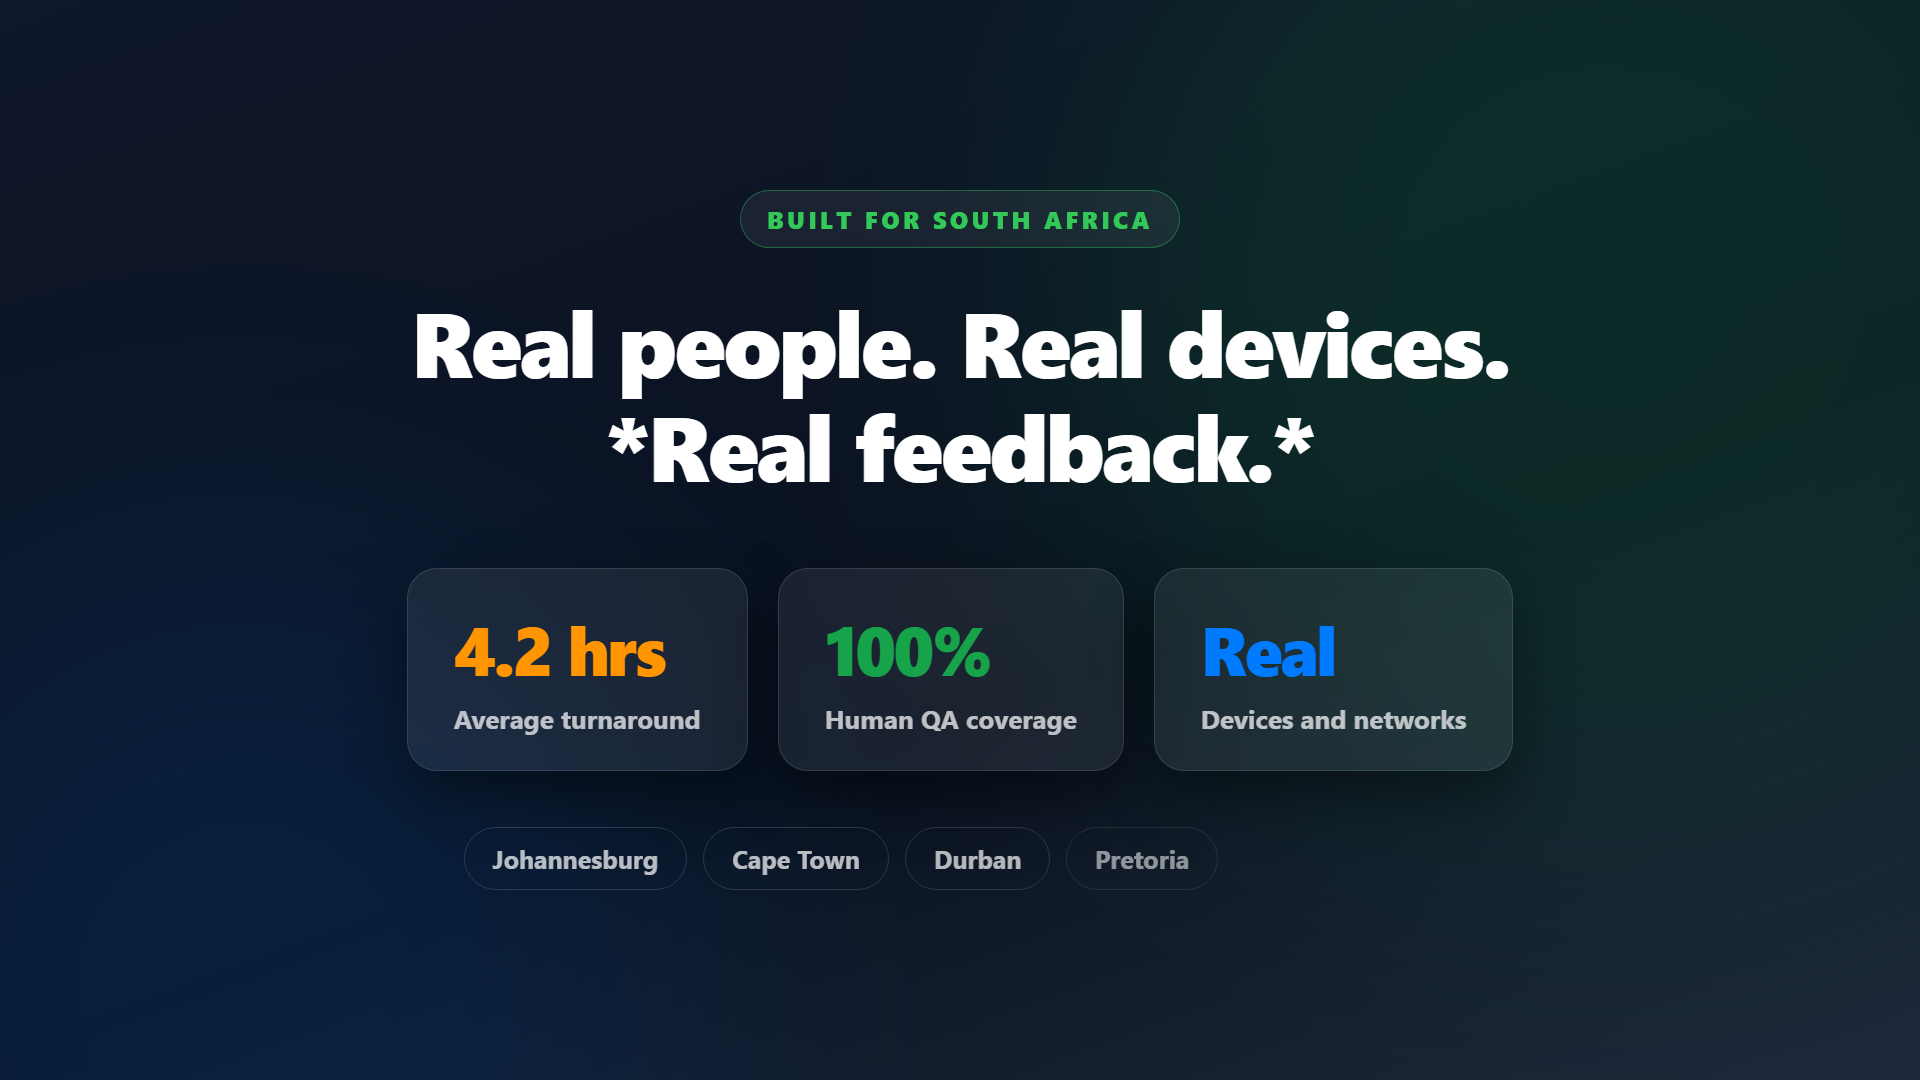 BUILT FOR SOUTH AFRICA
Real people. Real devices.
*Real feedback.*
4.2 hrs
Average turnaround
100%
Human QA coverage
Real
Devices and networks
Johannesburg
Cape Town
Durban
Pretoria